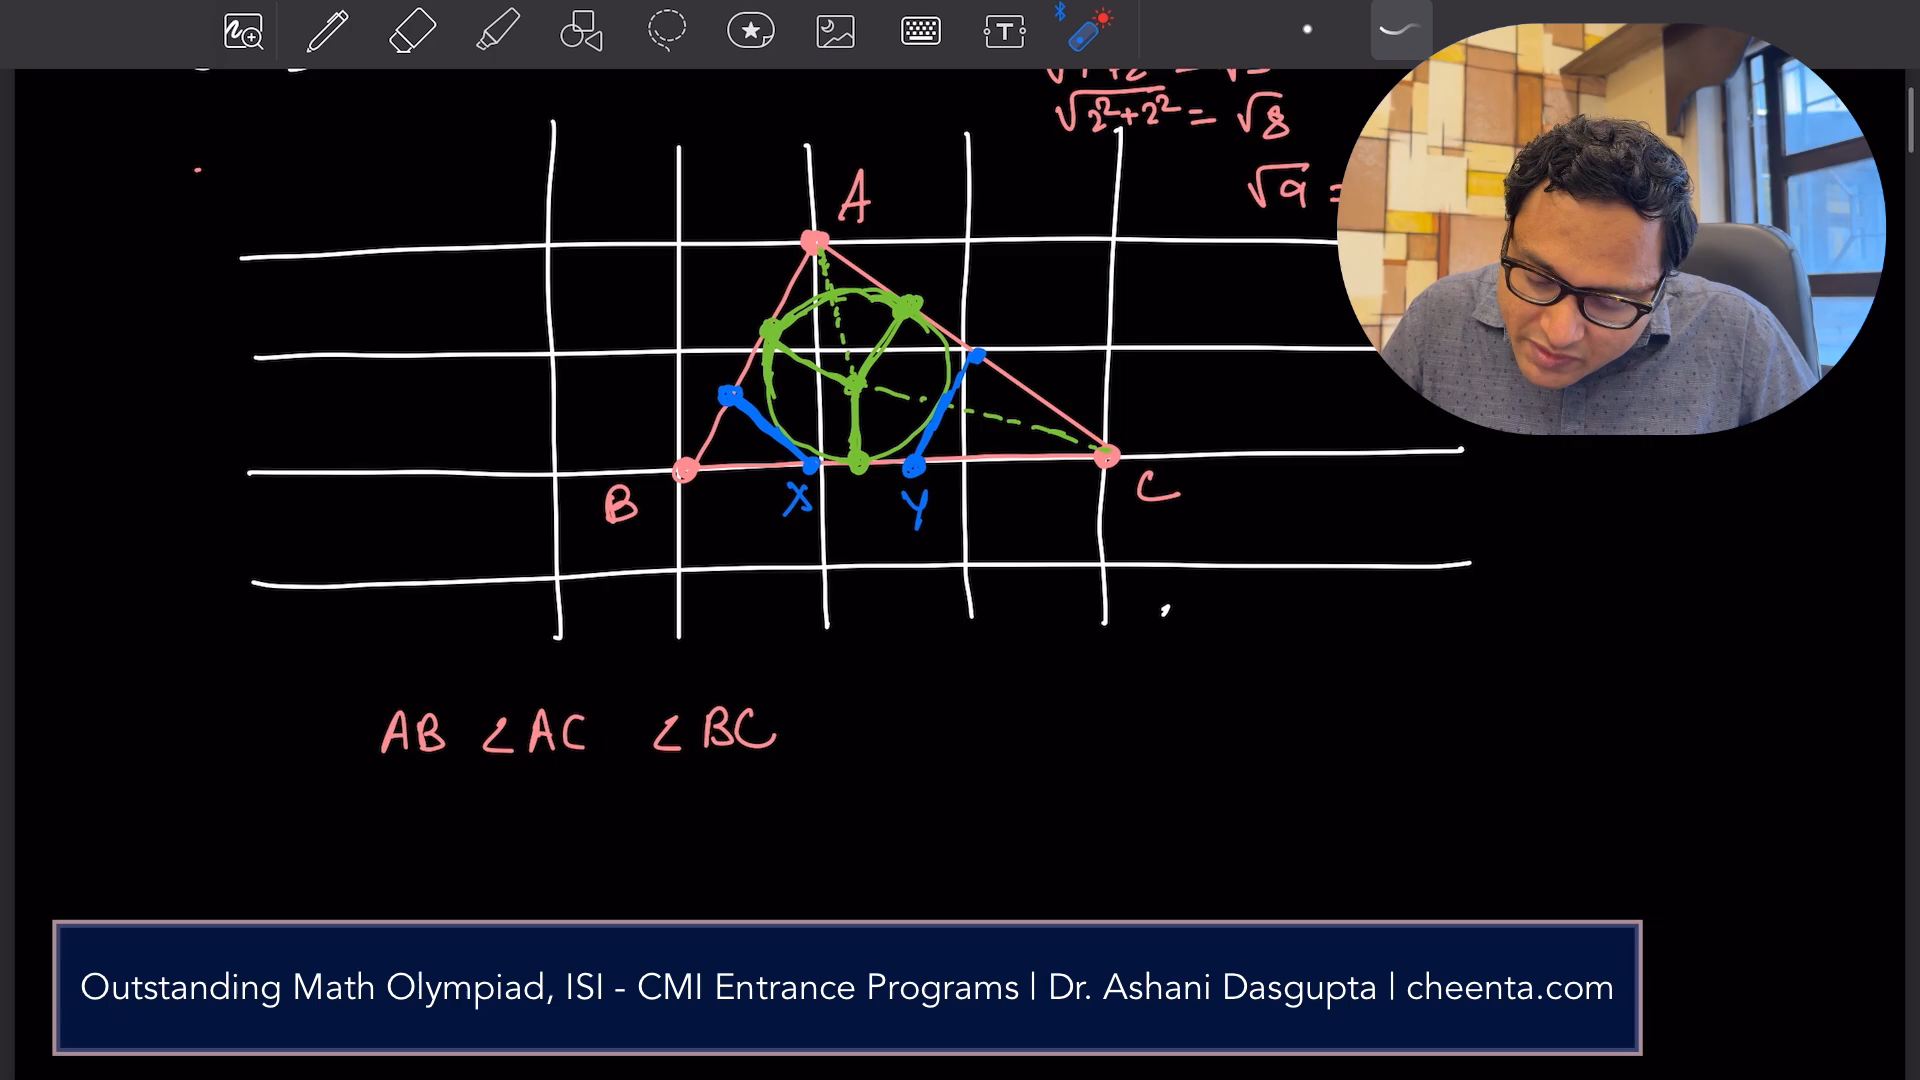 √2²+2² = √8
√9 =
A
B
X
Y
C
AB < AC < BC
Outstanding Math Olympiad, ISI - CMI Entrance Programs | Dr. Ashani Dasgupta | cheenta.com